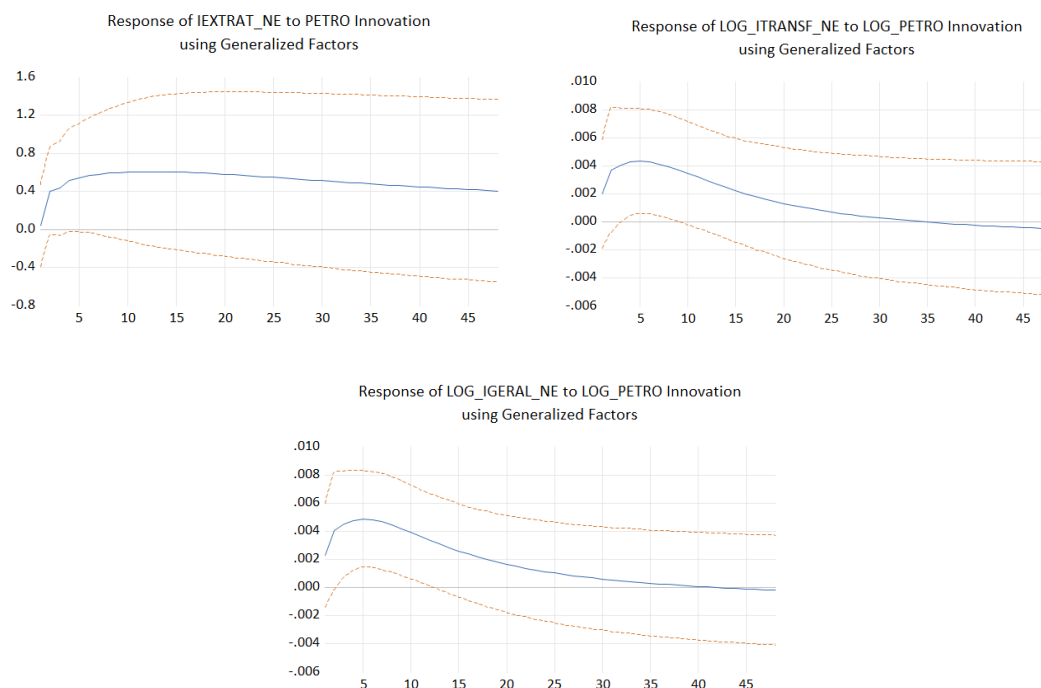 Response of IEXTRAT_NE to PETRO Innovation
using Generalized Factors
1.6
1.2
0.8
0.4
0.0
-0.4
-0.8
5 10 15 20 25 30 35 40 45
Response of LOG_ITRANSF_NE to LOG_PETRO Innovation
using Generalized Factors
.010
.008
.006
.004
.002
.000
-.002
-.004
-.006
5 10 15 20 25 30 35 40 45
Response of LOG_IGERAL_NE to LOG_PETRO Innovation
using Generalized Factors
.010
.008
.006
.004
.002
.000
-.002
-.004
-.006
5 10 15 20 25 30 35 40 45